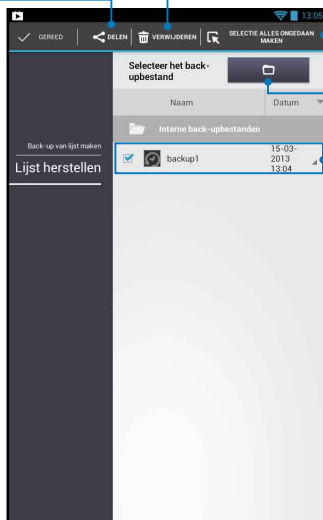 13:05
GEREED
DELEN
VERWIJDEREN
SELECTIE ALLES ONGEDAAN
MAKEN
Selecteer het back-
upbestand
Naam Datum
Interne back-upbestanden
Back-up van lijst maken
Lijst herstellen
backup1
15-03-
2013
13:04